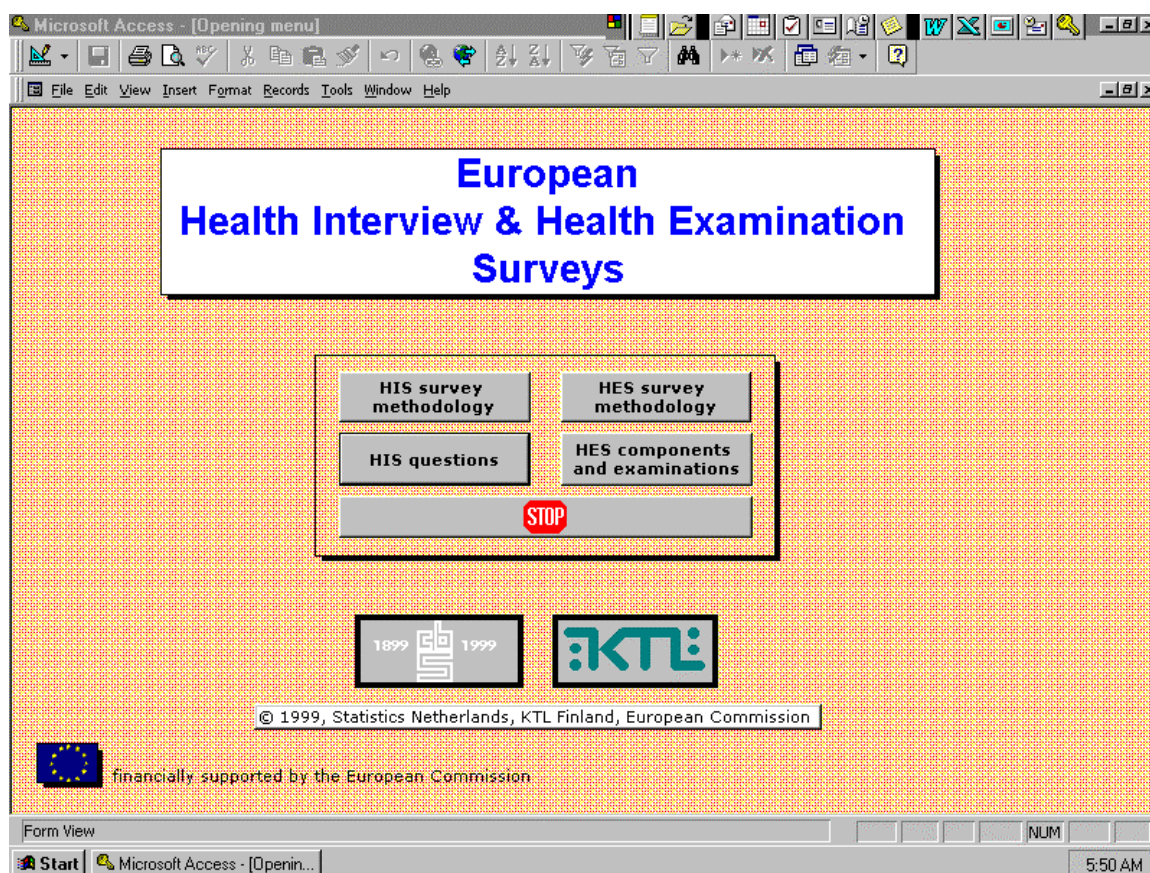 Microsoft Access - [Opening menu]
File Edit View Insert Format Records Tools Window Help
European
Health Interview & Health Examination
Surveys
HIS survey
methodology
HES survey
methodology
HIS questions
HES components
and examinations
STOP
1899 cbs 1999
KTL
© 1999, Statistics Netherlands, KTL Finland, European Commission
financially supported by the European Commission
Form View
NUM
Start
Microsoft Access - [Openin...
5:50 AM